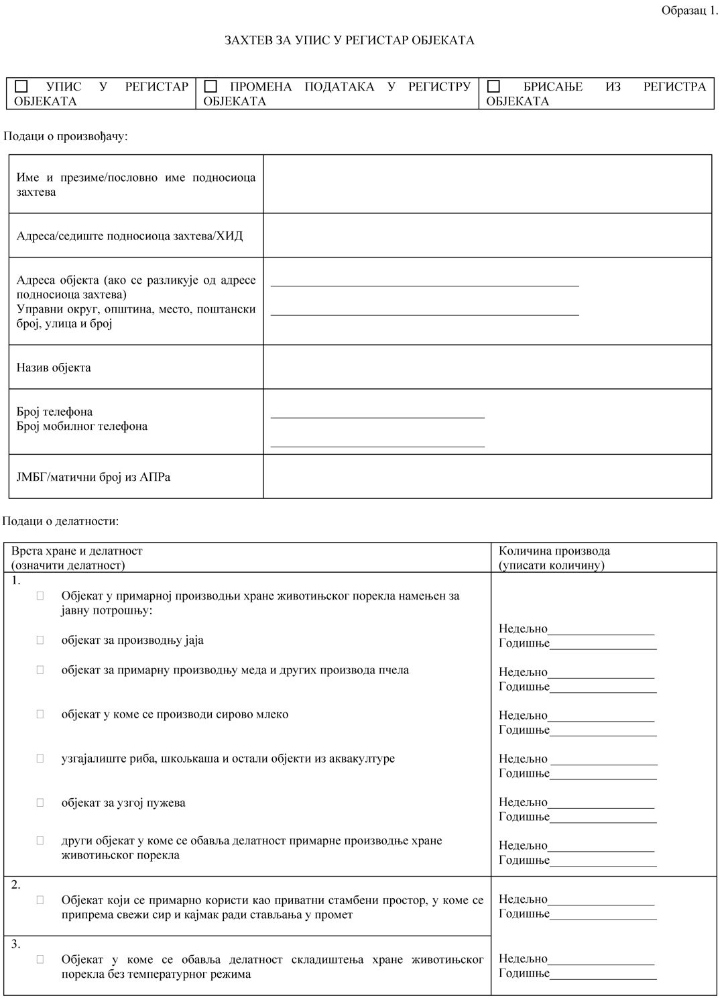 Образац 1.
ЗАХТЕВ ЗА УПИС У РЕГИСТАР ОБЈЕКАТА
УПИС У РЕГИСТАР
ОБЈЕКАТА
ПРОМЕНА ПОДАТАКА У РЕГИСТРУ
ОБЈЕКАТА
БРИСАЊЕ ИЗ РЕГИСТРА
ОБЈЕКАТА
Подаци о произвођачу:
Име и презиме/пословно име подносиоца
захтева
Адреса/седиште подносиоца захтева/ХИД
Адреса објекта (ако се разликује од адресе
подносиоца захтева)
Управни округ, општина, место, поштански
број, улица и број
Назив објекта
Број телефона
Број мобилног телефона
ЈМБГ/матични број из АПРа
Подаци о делатности:
Врста хране и делатност
(означити делатност)
Количина производа
(уписати количину)
1.
Објекат у примарној производњи хране животињског порекла намењен за
јавну потрошњу:
објекат за производњу јаја
Недељно_________________
Годишње_________________
објекат за примарну производњу меда и других производа пчела
Недељно_________________
Годишње_________________
објекат у коме се производи сирово млеко
Недељно_________________
Годишње_________________
узгајалиште риба, шкољкаша и остали објекти из аквакултуре
Недељно _________________
Годишње_________________
објекат за узгој пужева
Недељно_________________
Годишње_________________
други објекат у коме се обавља делатност примарне производње хране
животињског порекла
Недељно_________________
Годишње_________________
2.
Објекат који се примарно користи као приватни стамбени простор, у коме се
припрема свежи сир и кајмак ради стављања у промет
Недељно_________________
Годишње_________________
3.
Објекат у коме се обавља делатност складиштења хране животињског
порекла без температурног режима
Недељно_________________
Годишње_________________